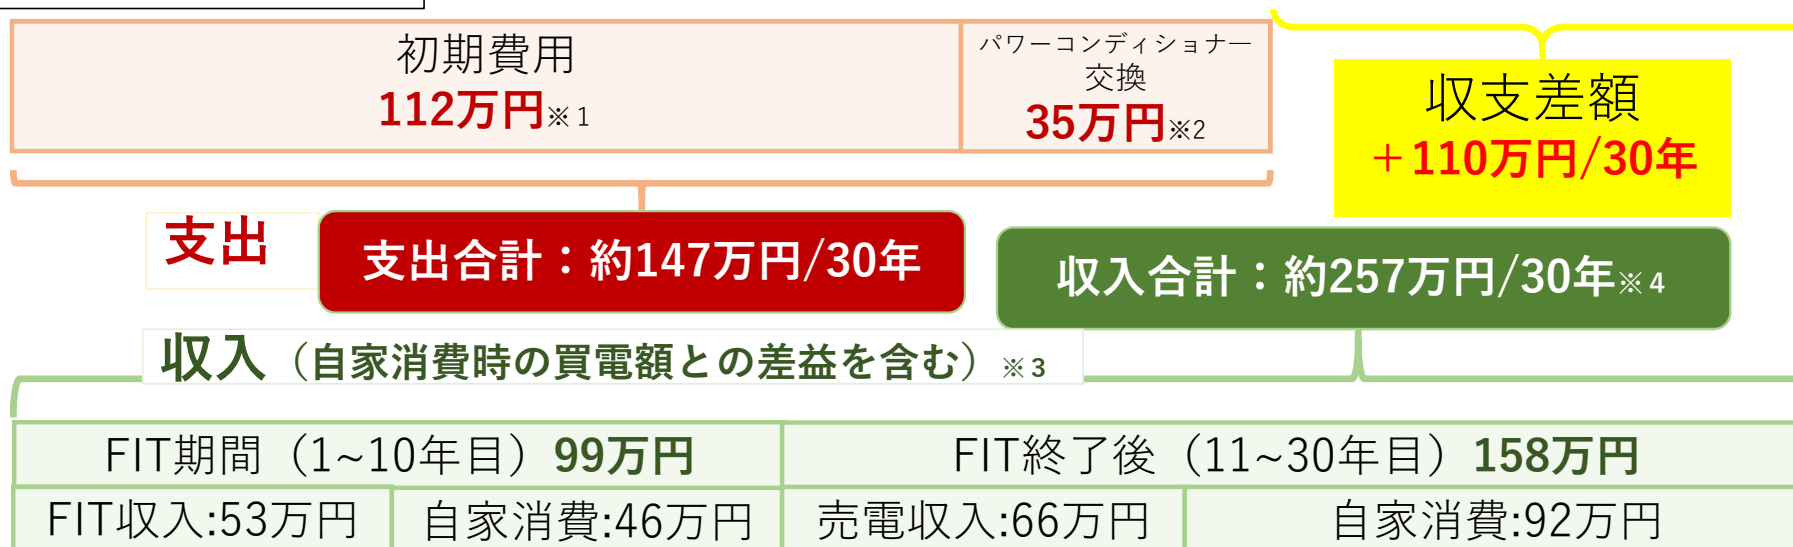 初期費用
112万円※1
パワーコンディショナー
交換
35万円※2
収支差額
+110万円/30年
支出
支出合計：約147万円/30年
収入合計：約257万円/30年※4
収入（自家消費時の買電額との差益を含む）※3
FIT期間（1~10年目）99万円
FIT終了後（11~30年目）158万円
FIT収入:53万円
自家消費:46万円
売電収入:66万円
自家消費:92万円